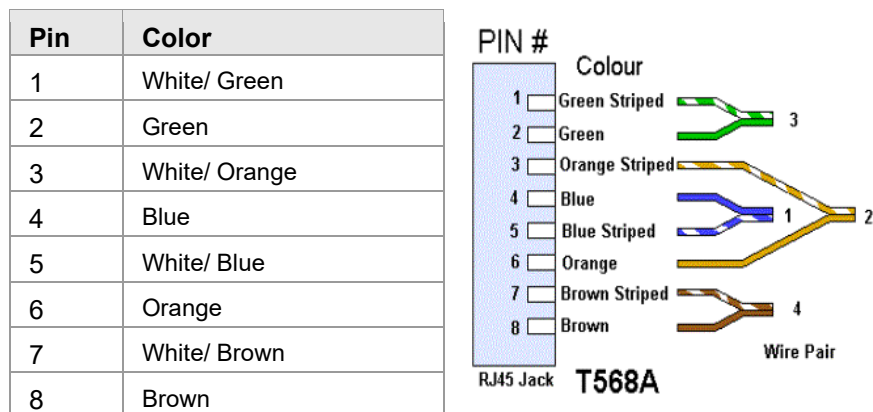 Pin Color
1 White/ Green
2 Green
3 White/ Orange
4 Blue
5 White/ Blue
6 Orange
7 White/ Brown
8 Brown
PIN #
Colour
1 Green Striped
2 Green
3
3 Orange Striped
4 Blue
1
2
5 Blue Striped
6 Orange
7 Brown Striped
4
8 Brown
Wire Pair
RJ45 Jack T568A